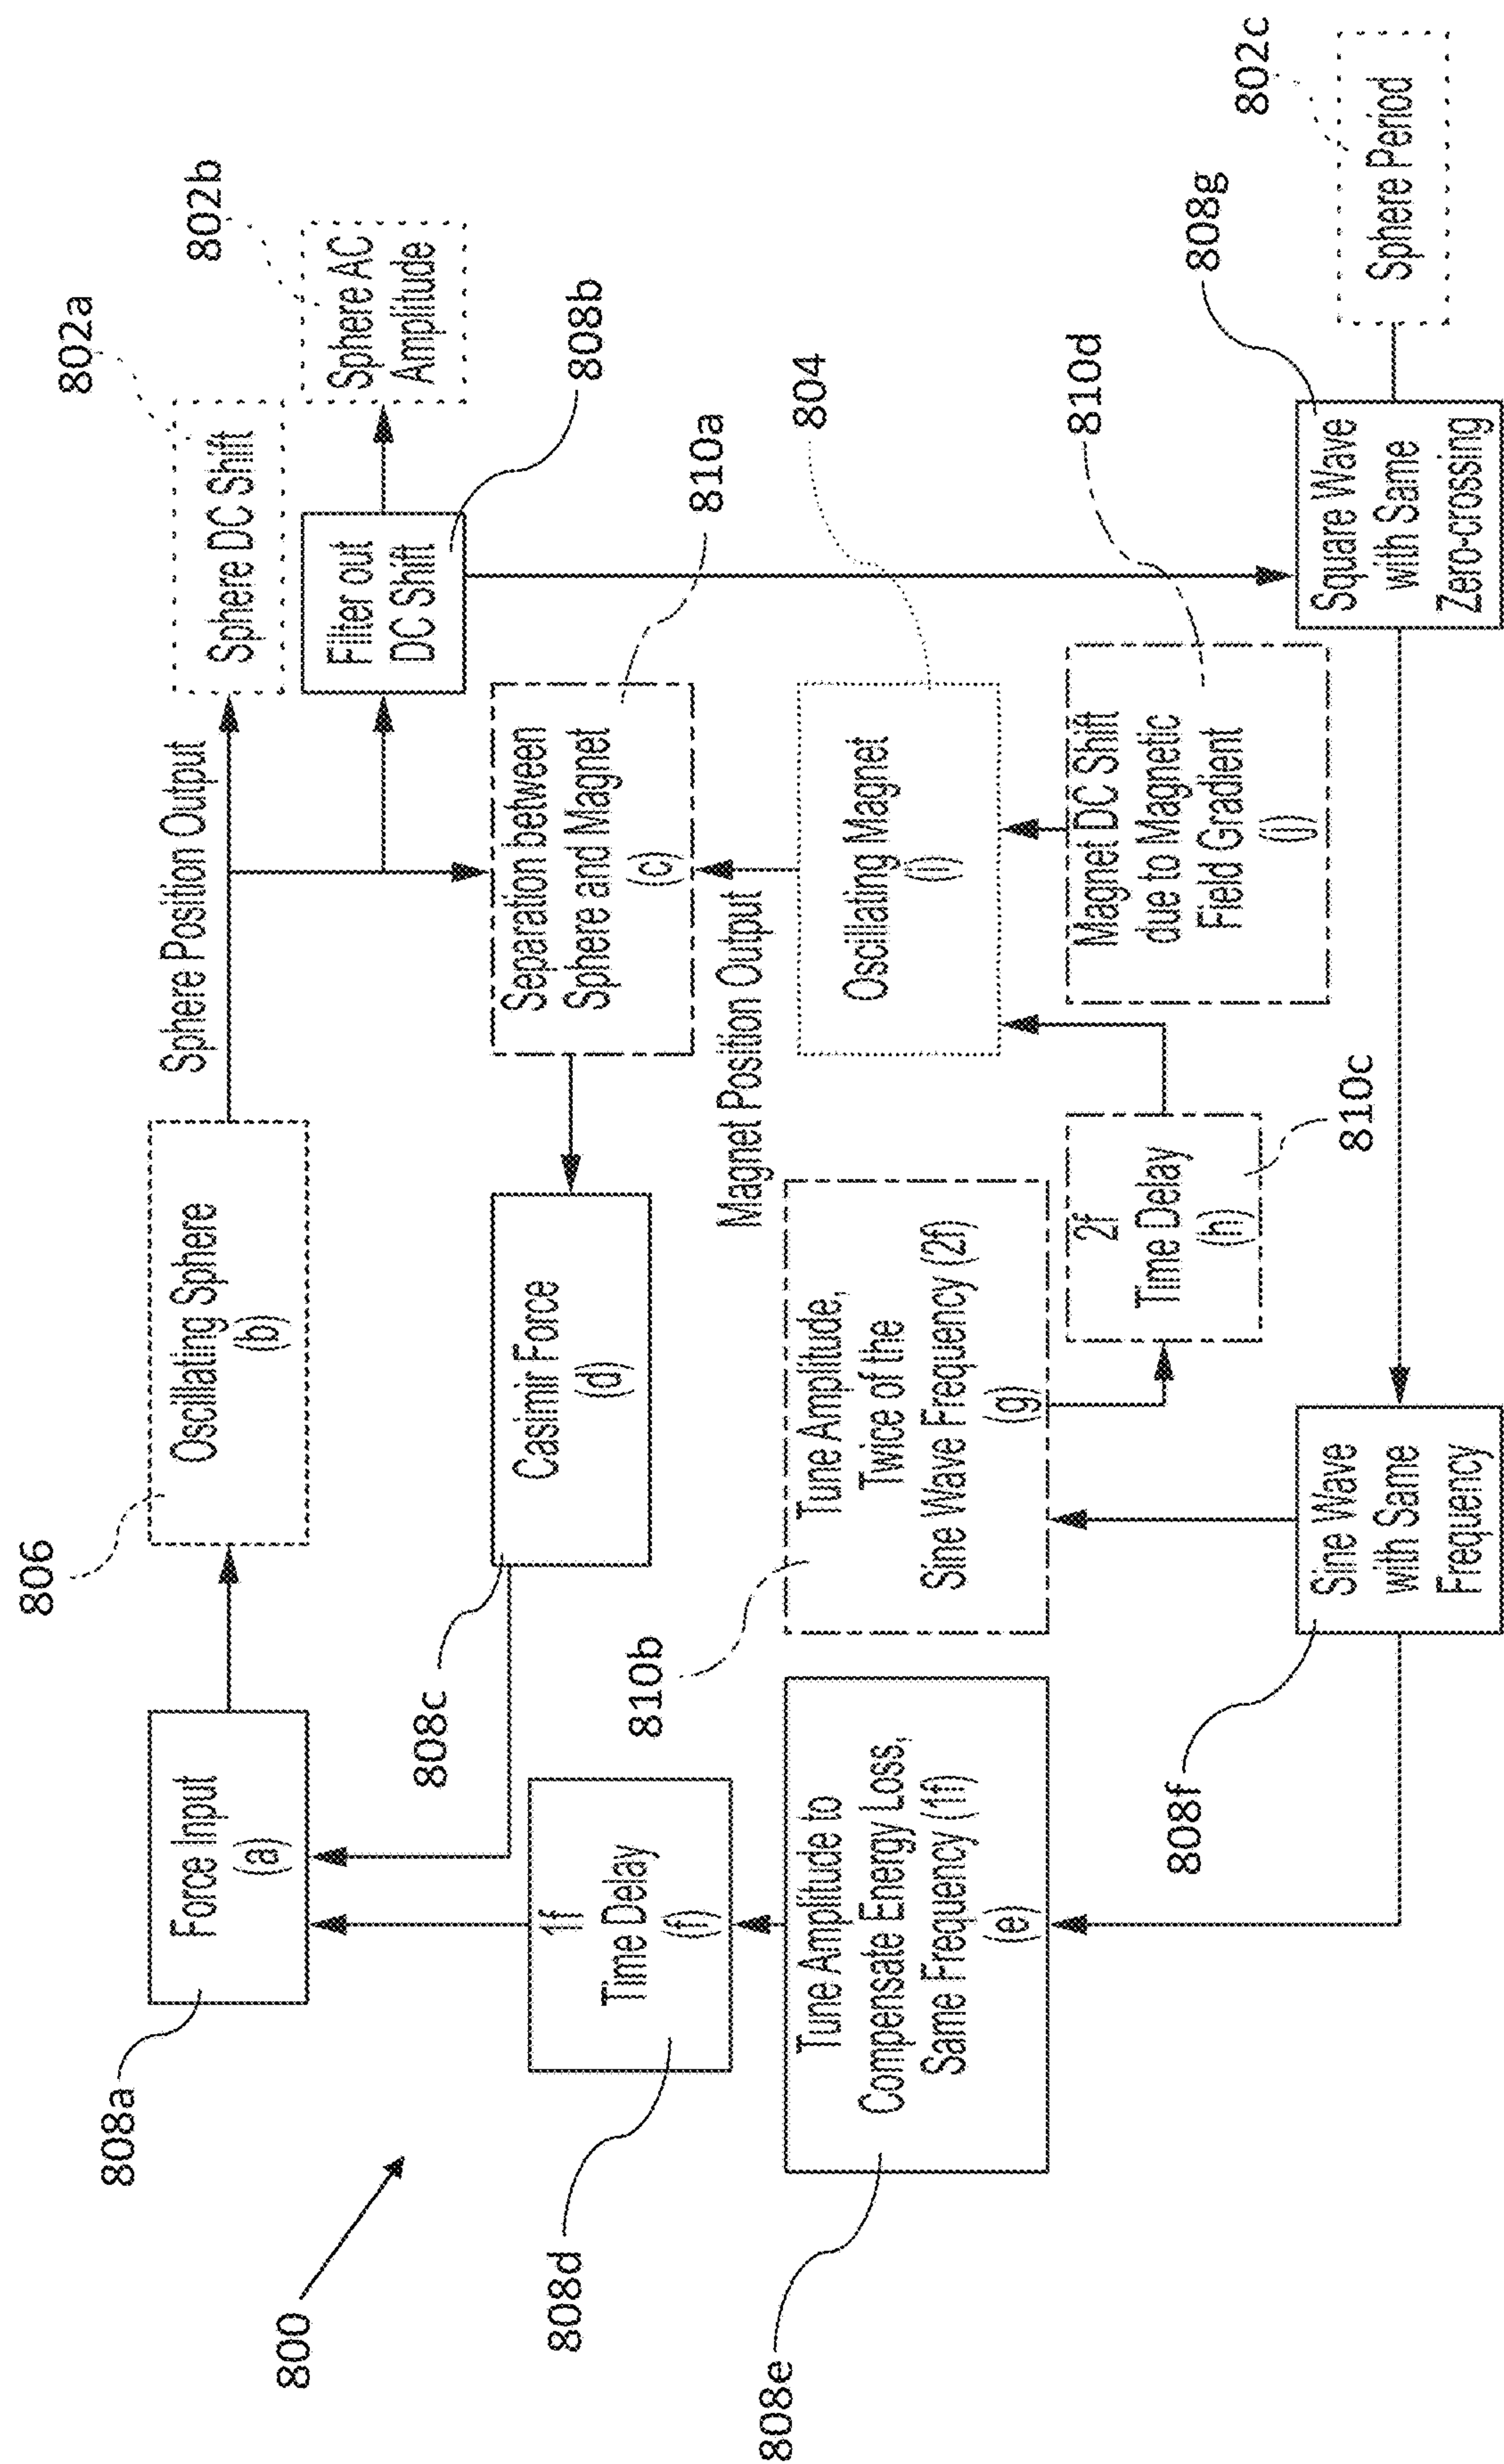 800
808a
Force Input
(a)
806
Oscillating Sphere
(b)
Sphere Position Output
802a
Sphere DC Shift
802b
Sphere AC
Amplitude
Filter out
DC Shift
808b
808c
Casimir Force
(d)
Separation between
Sphere and Magnet
(c)
810a
Magnet Position Output
808d
1f
Time Delay
(f)
808e
Tune Amplitude to
Compensate Energy Loss,
Same Frequency (1f)
(e)
810b
Tune Amplitude,
Twice of the
Sine Wave Frequency (2f)
(g)
2f
Time Delay
(h)
810c
Oscillating Magnet
804
Magnet DC Shift
due to Magnetic
Field Gradient
810d
808f
Sine Wave
with Same
Frequency
Square Wave
with Same
Zero-crossing
808g
Sphere Period
802c